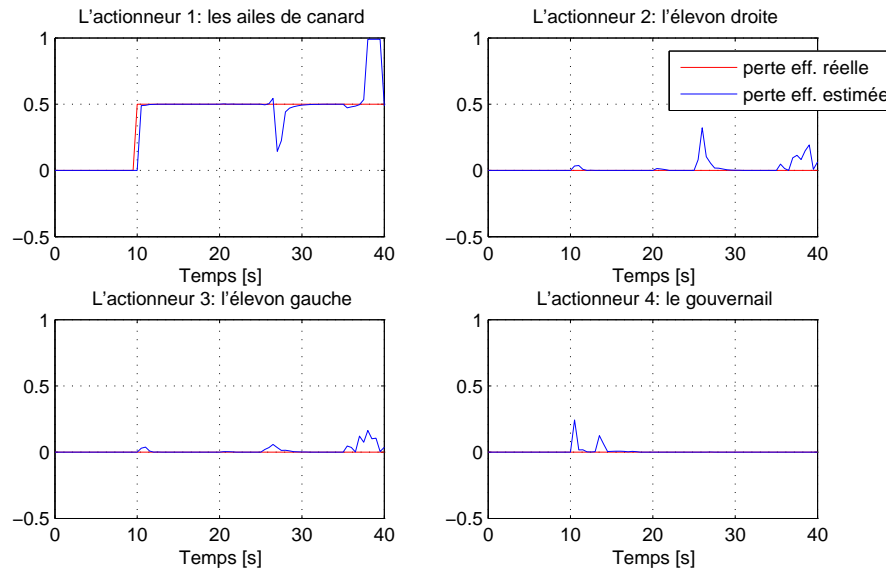 L'actionneur 1: les ailes de canard
1
0.5
0
−0.5
0 10 20 30 40
Temps [s]
L'actionneur 2: l'élevon droite
1
0.5
0
−0.5
0 10 20 30 40
Temps [s]
perte eff. réelle
perte eff. estimée
L'actionneur 3: l'élevon gauche
1
0.5
0
−0.5
0 10 20 30 40
Temps [s]
L'actionneur 4: le gouvernail
1
0.5
0
−0.5
0 10 20 30 40
Temps [s]